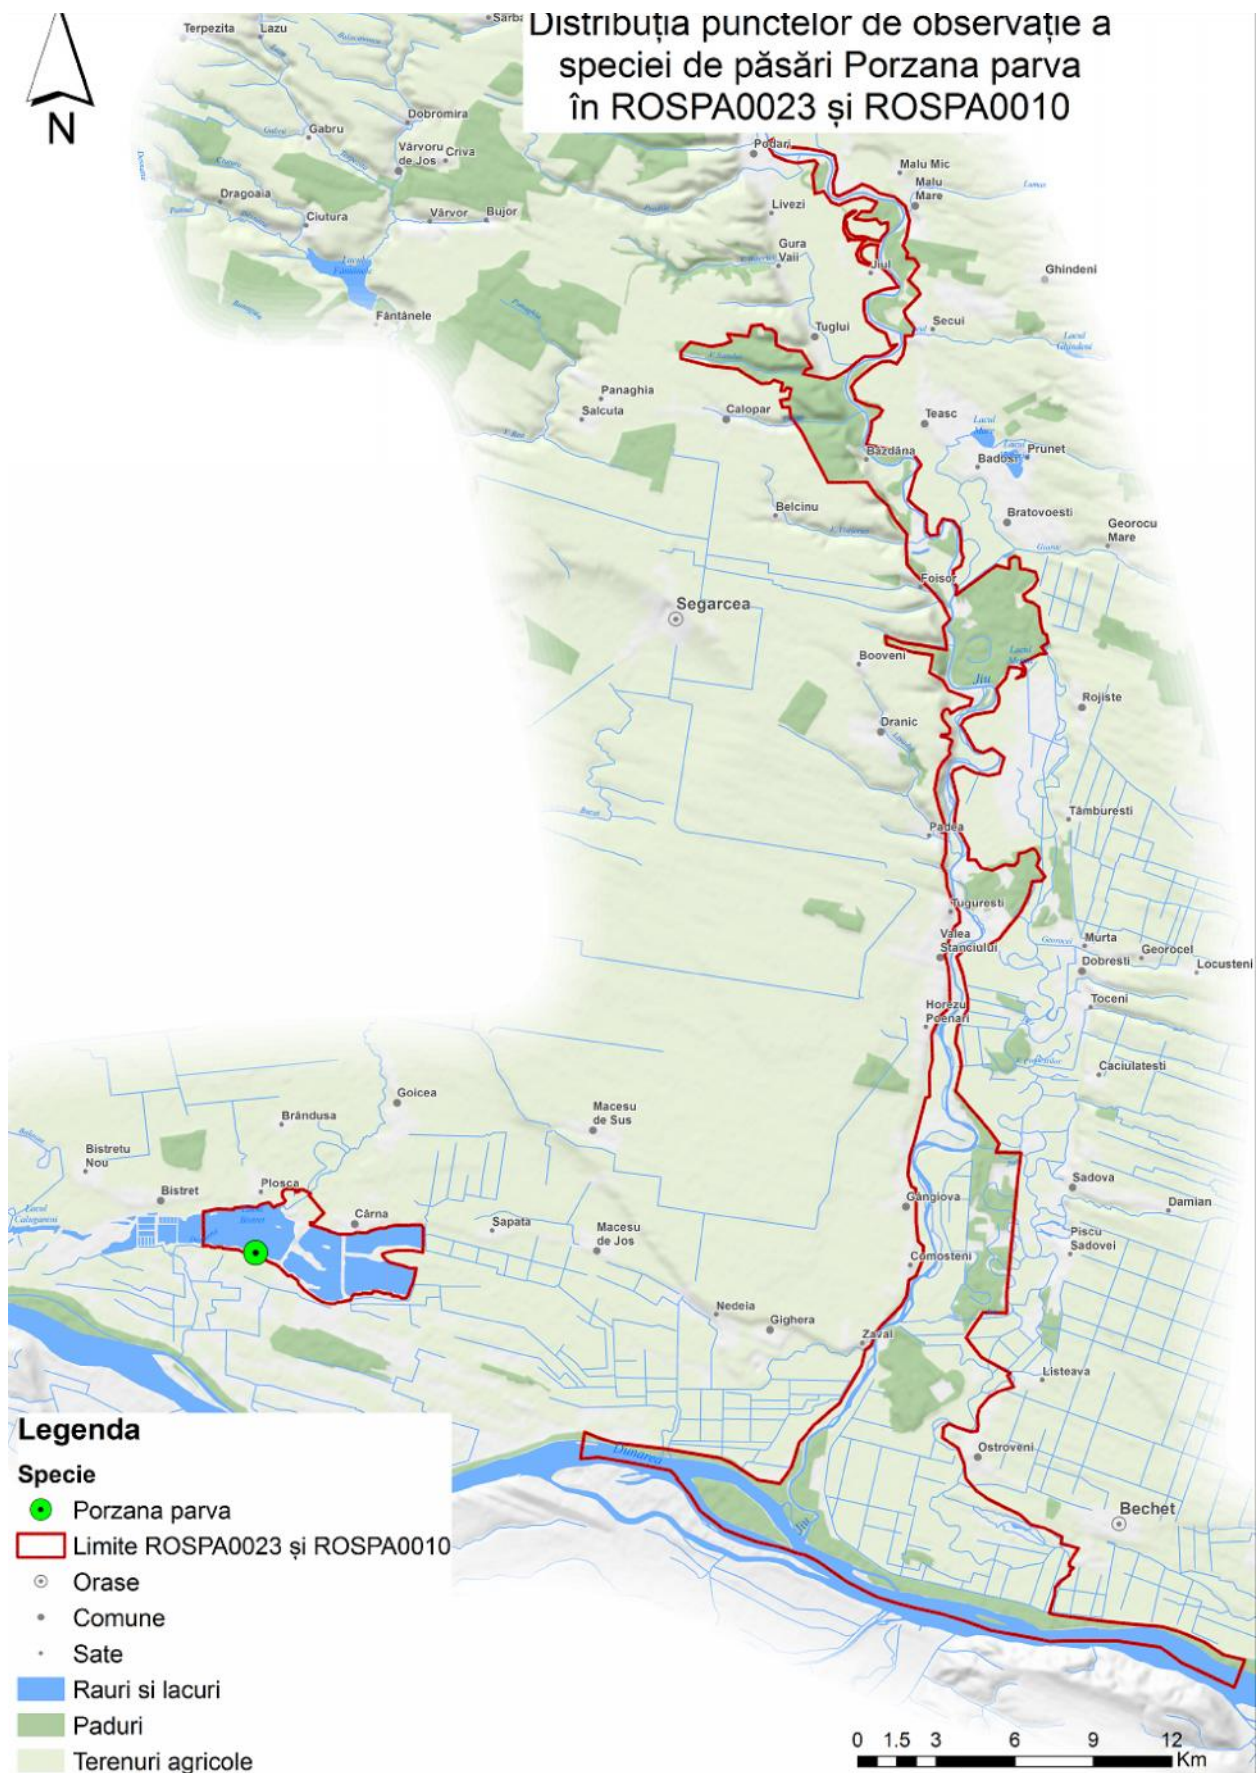 Distribuția punctelor de observație a
speciei de păsări Porzana parva
în ROSPA0023 și ROSPA0010
N
Terpezita
Lazu
Dobromira
Gabru
Vârvoru
de Jos
Criva
Dragoaia
Ciutura
Vârvor
Bujor
Fântânele
Podari
Malu Mic
Malu
Mare
Livezi
Gura
Vaii
Jiul
Ghindeni
Tuglui
Secui
Lacul
Ghindeni
Panaghia
Salcuta
Calopar
Teasc
Lacul
Bazdâna
Prunet
Belcinu
Bratovoesti
Georocu
Mare
Foisor
Segarcea
Booveni
Jiu
Rojiste
Dranic
Tâmburesti
Padea
Tuguresti
Valea
Stanciului
Murta
Georocel
Dobresti
Locusteni
Toceni
Horezu
Poenari
Caciulatesti
Goicea
Macesu
de Sus
Brândusa
Bistretu
Nou
Plosca
Bistret
Cârna
Sapata
Macesu
de Jos
Gângiova
Sadova
Damian
Piscu
Sadovei
Comosteni
Nedeia
Gighera
Zaval
Listeava
Ostroveni
Dunarea
Jiu
Bechet
Legenda
Specie
Porzana parva
Limite ROSPA0023 și ROSPA0010
Orase
Comune
Sate
Rauri si lacuri
Paduri
Terenuri agricole
0 1.5 3 6 9 12
Km